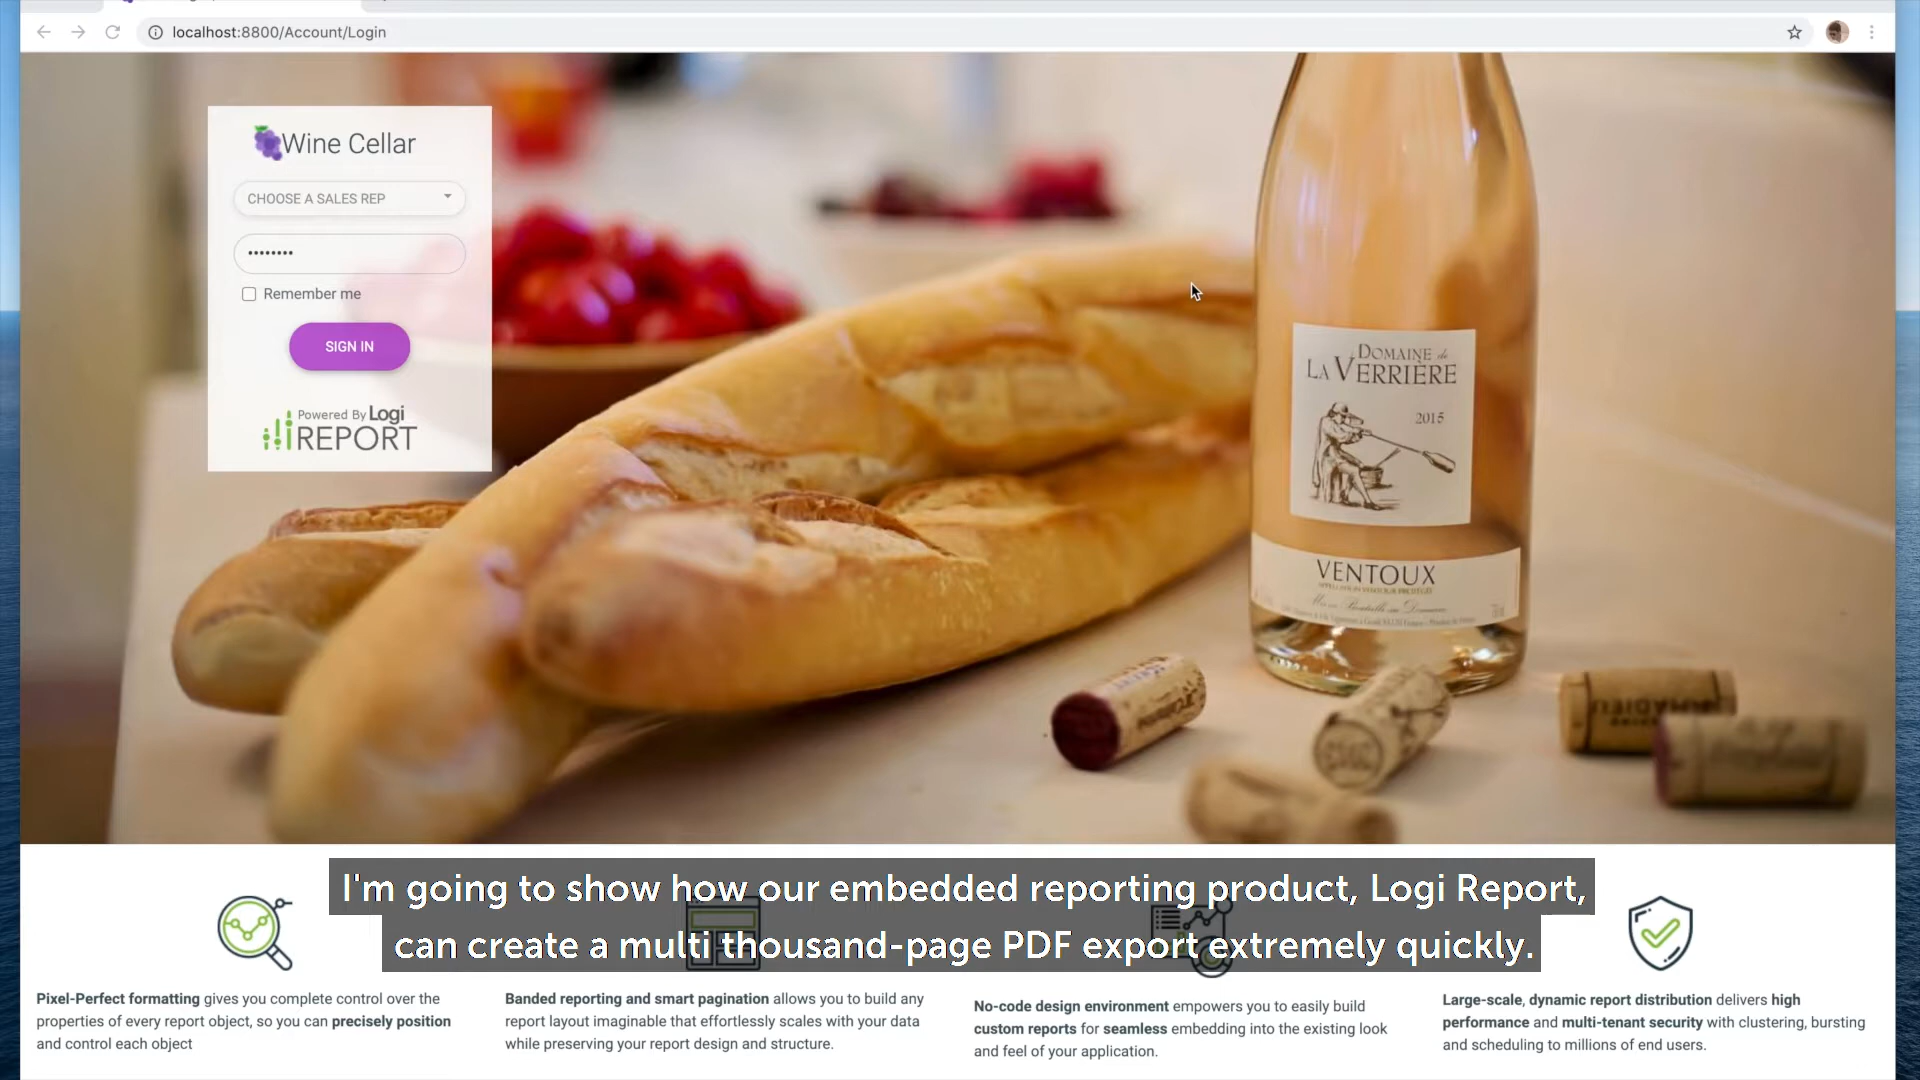 localhost:8800/Account/Login
Wine Cellar
CHOOSE A SALES REP
••••••••
Remember me
SIGN IN
Powered By Logi
REPORT
DOMAINE de
LA VERRIÈRE
2015
VENTOUX
I'm going to show how our embedded reporting product, Logi Report,
can create a multi thousand-page PDF export extremely quickly.
Pixel-Perfect formatting gives you complete control over the
properties of every report object, so you can precisely position
and control each object
Banded reporting and smart pagination allows you to build any
report layout imaginable that effortlessly scales with your data
while preserving your report design and structure.
No-code design environment empowers you to easily build
custom reports for seamless embedding into the existing look
and feel of your application.
Large-scale, dynamic report distribution delivers high
performance and multi-tenant security with clustering, bursting
and scheduling to millions of end users.